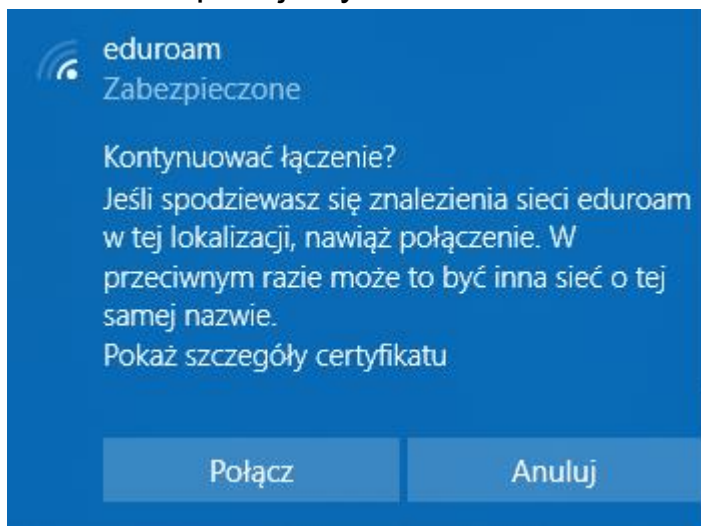 eduroam
Zabezpieczone
Kontynuować łączenie?
Jeśli spodziewasz się znalezienia sieci eduroam
w tej lokalizacji, nawiąż połączenie. W
przeciwnym razie może to być inna sieć o tej
samej nazwie.
Pokaż szczegóły certyfikatu
Połącz
Anuluj